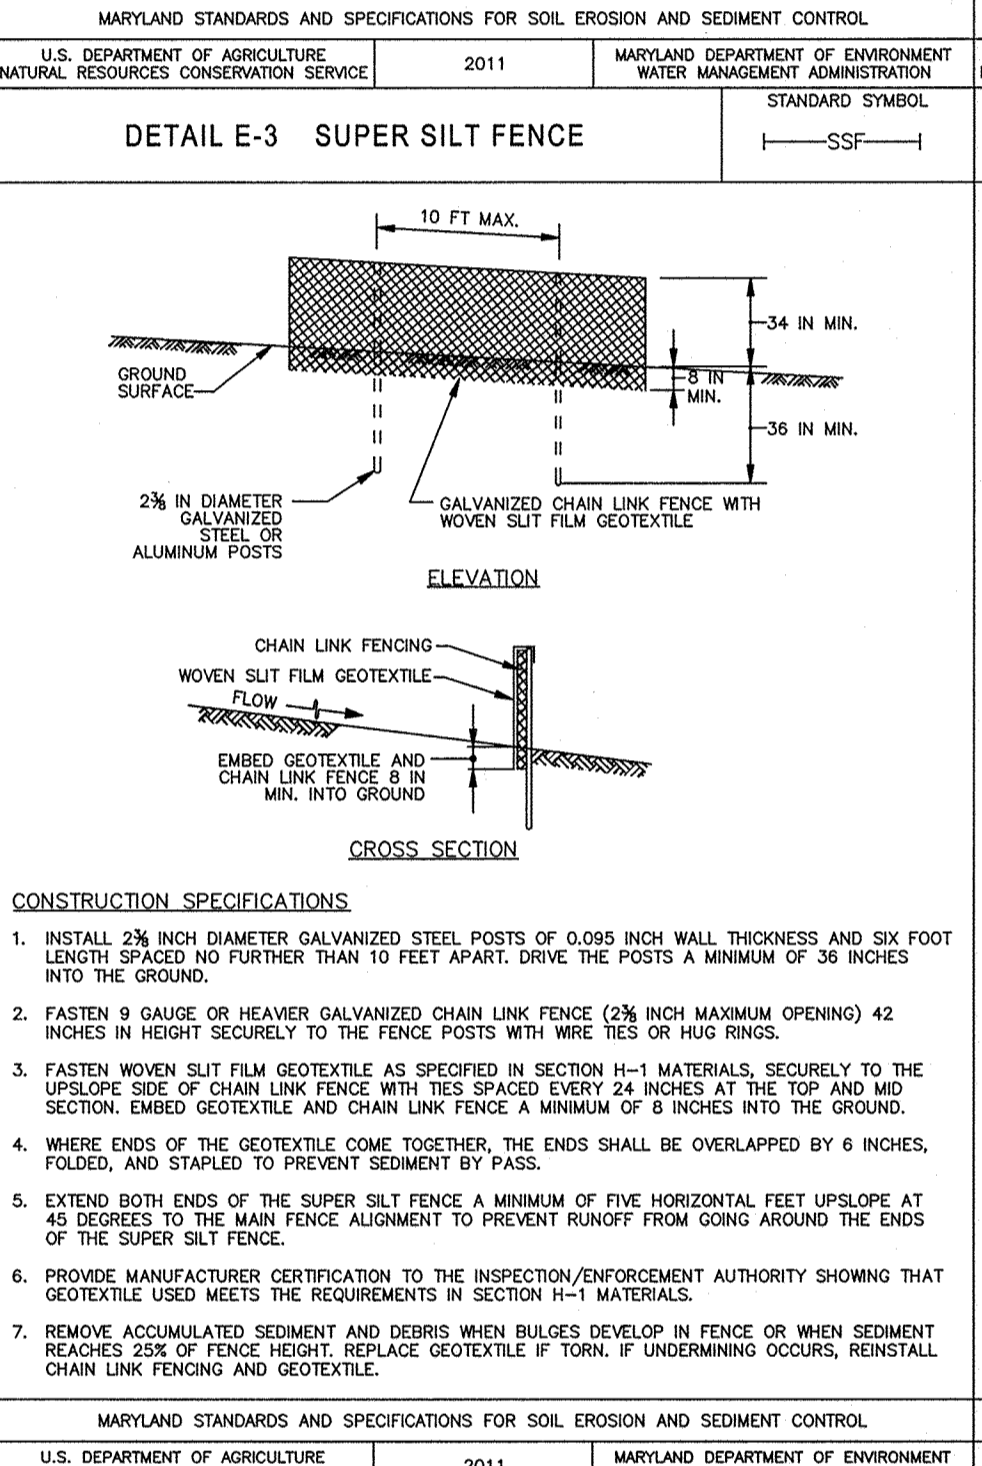 MARYLAND STANDARDS AND SPECIFICATIONS FOR SOIL EROSION AND SEDIMENT CONTROL
U.S. DEPARTMENT OF AGRICULTURE
NATURAL RESOURCES CONSERVATION SERVICE
2011
MARYLAND DEPARTMENT OF ENVIRONMENT
WATER MANAGEMENT ADMINISTRATION
DETAIL E-3 SUPER SILT FENCE
STANDARD SYMBOL
SSF
10 FT MAX.
34 IN MIN.
GROUND
SURFACE
8 IN
MIN.
36 IN MIN.
2⅜ IN DIAMETER
GALVANIZED
STEEL OR
ALUMINUM POSTS
GALVANIZED CHAIN LINK FENCE WITH
WOVEN SLIT FILM GEOTEXTILE
ELEVATION
CHAIN LINK FENCING
WOVEN SLIT FILM GEOTEXTILE
FLOW
EMBED GEOTEXTILE AND
CHAIN LINK FENCE 8 IN
MIN. INTO GROUND
CROSS SECTION
CONSTRUCTION SPECIFICATIONS
1. INSTALL 2⅜ INCH DIAMETER GALVANIZED STEEL POSTS OF 0.095 INCH WALL THICKNESS AND SIX FOOT
LENGTH SPACED NO FURTHER THAN 10 FEET APART. DRIVE THE POSTS A MINIMUM OF 36 INCHES
INTO THE GROUND.
2. FASTEN 9 GAUGE OR HEAVIER GALVANIZED CHAIN LINK FENCE (2⅜ INCH MAXIMUM OPENING) 42
INCHES IN HEIGHT SECURELY TO THE FENCE POSTS WITH WIRE TIES OR HUG RINGS.
3. FASTEN WOVEN SLIT FILM GEOTEXTILE AS SPECIFIED IN SECTION H-1 MATERIALS, SECURELY TO THE
UPSLOPE SIDE OF CHAIN LINK FENCE WITH TIES SPACED EVERY 24 INCHES AT THE TOP AND MID
SECTION. EMBED GEOTEXTILE AND CHAIN LINK FENCE A MINIMUM OF 8 INCHES INTO THE GROUND.
4. WHERE ENDS OF THE GEOTEXTILE COME TOGETHER, THE ENDS SHALL BE OVERLAPPED BY 6 INCHES,
FOLDED, AND STAPLED TO PREVENT SEDIMENT BY PASS.
5. EXTEND BOTH ENDS OF THE SUPER SILT FENCE A MINIMUM OF FIVE HORIZONTAL FEET UPSLOPE AT
45 DEGREES TO THE MAIN FENCE ALIGNMENT TO PREVENT RUNOFF FROM GOING AROUND THE ENDS
OF THE SUPER SILT FENCE.
6. PROVIDE MANUFACTURER CERTIFICATION TO THE INSPECTION/ENFORCEMENT AUTHORITY SHOWING THAT
GEOTEXTILE USED MEETS THE REQUIREMENTS IN SECTION H-1 MATERIALS.
7. REMOVE ACCUMULATED SEDIMENT AND DEBRIS WHEN BULGES DEVELOP IN FENCE OR WHEN SEDIMENT
REACHES 25% OF FENCE HEIGHT. REPLACE GEOTEXTILE IF TORN. IF UNDERMINING OCCURS, REINSTALL
CHAIN LINK FENCING AND GEOTEXTILE.
MARYLAND STANDARDS AND SPECIFICATIONS FOR SOIL EROSION AND SEDIMENT CONTROL
U.S. DEPARTMENT OF AGRICULTURE
2011
MARYLAND DEPARTMENT OF ENVIRONMENT